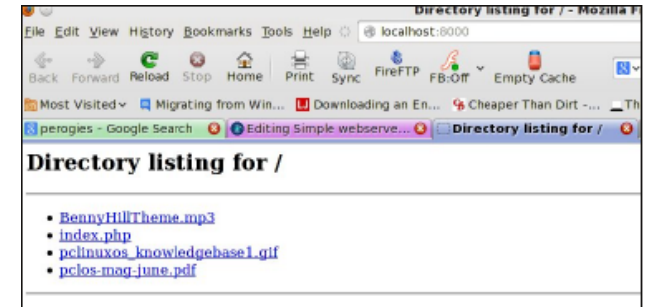 Directory listing for / - Mozilla Fi
File Edit View History Bookmarks Tools Help localhost:8000
Back Forward Reload Stop Home Print Sync FireFTP FB:Off Empty Cache
Most Visited Migrating from Win... Downloading an En... Cheaper Than Dirt -... Th
perogies - Google Search Editing Simple webserve... Directory listing for /
Directory listing for /
BennyHillTheme.mp3
index.php
pclinuxos_knowledgebase1.gif
pclos-mag-june.pdf